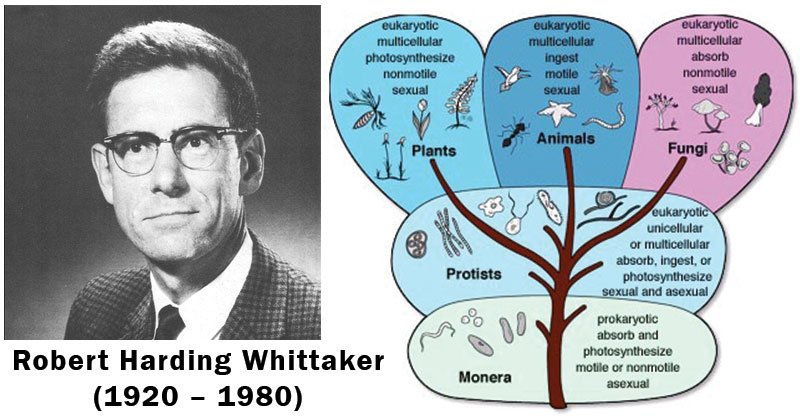 Robert Harding Whittaker
(1920 – 1980)
eukaryotic
multicellular
photosynthesize
nonmotile
sexual
Plants
eukaryotic
multicellular
ingest
motile
sexual
Animals
eukaryotic
multicellular
absorb
nonmotile
sexual
Fungi
Protists
eukaryotic
unicellular
or multicellular
absorb, ingest, or
photosynthesize
sexual and asexual
Monera
prokaryotic
absorb and
photosynthesize
motile or nonmotile
asexual